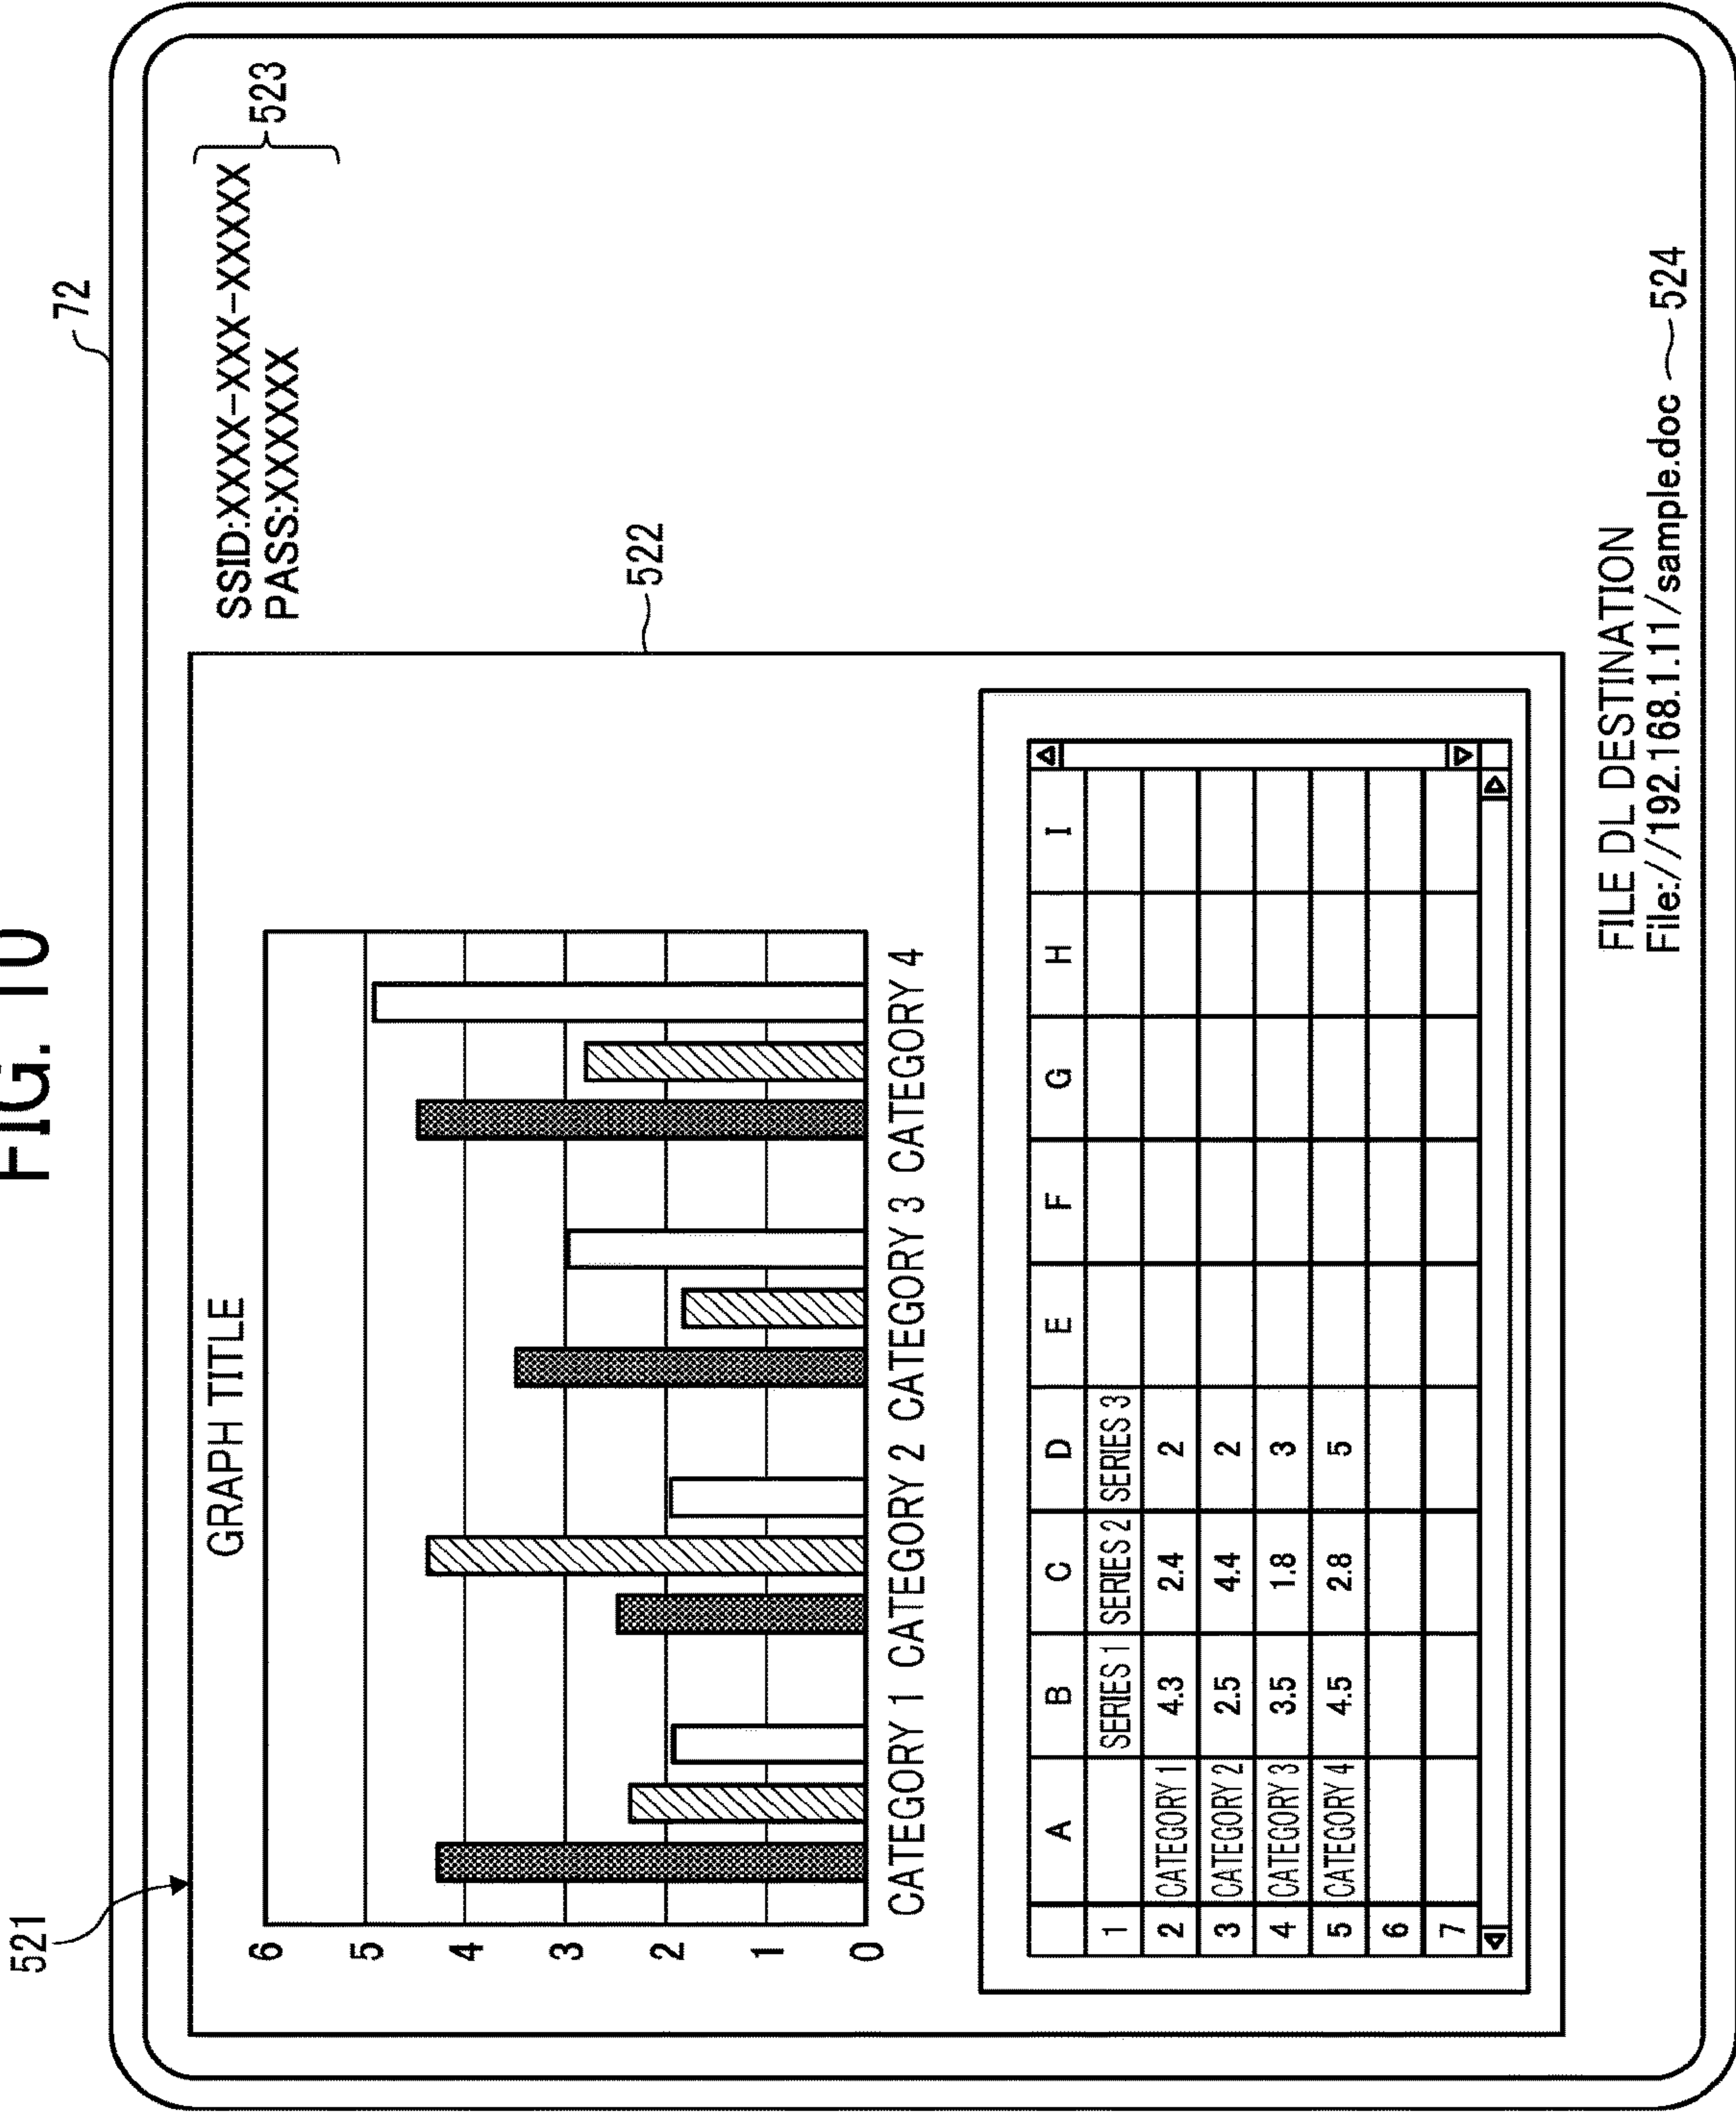 FIG. 10
72
521
SSID:XXXX-XXX-XXXXX
PASS:XXXXXX
523
522
GRAPH TITLE
6
5
4
3
2
1
0
CATEGORY 1 CATEGORY 2 CATEGORY 3 CATEGORY 4
A B C D E F G H I
1 SERIES 1 SERIES 2 SERIES 3
2 CATEGORY 1 4.3 2.4 2
3 CATEGORY 2 2.5 4.4 2
4 CATEGORY 3 3.5 1.8 3
5 CATEGORY 4 4.5 2.8 5
6
7
FILE DL DESTINATION
File://192.168.1.11/sample.doc
524